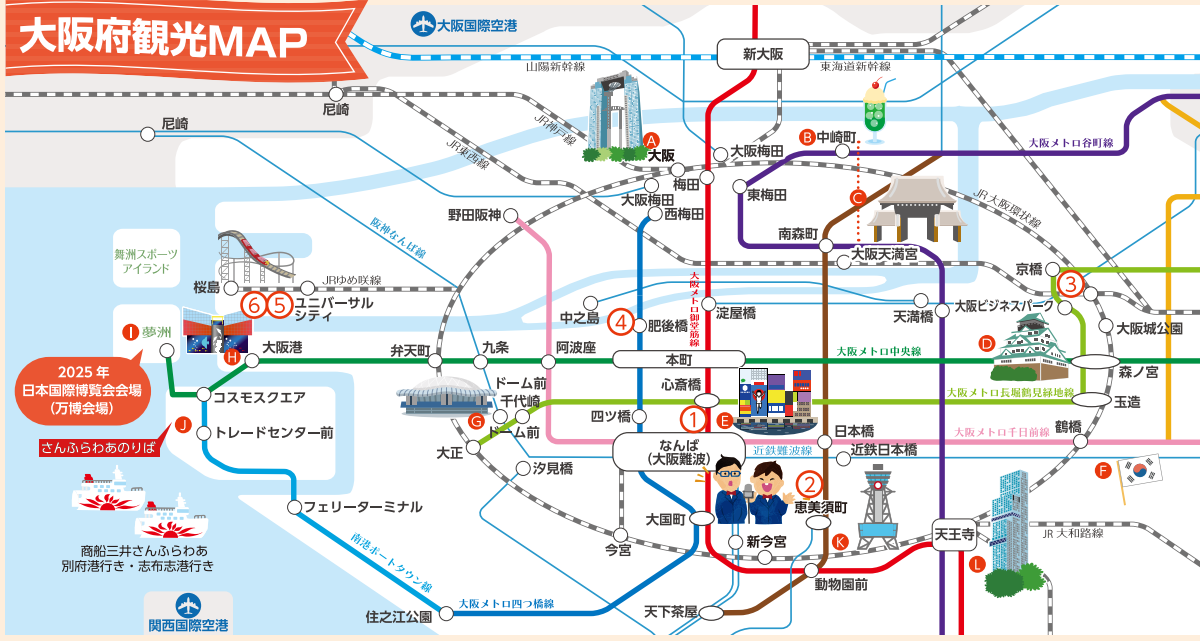 大阪府観光MAP
大阪国際空港
新大阪
山陽新幹線
東海道新幹線
尼崎
尼崎
JR神戸線
JR東西線
A
大阪
大阪梅田
B
中崎町
大阪メトロ谷町線
梅田
大阪梅田
東梅田
西梅田
C
JR大阪環状線
野田阪神
阪神なんば線
南森町
大阪天満宮
舞洲スポーツ
アイランド
桜島
JRゆめ咲線
⑥
⑤
ユニバーサル
シティ
大阪メトロ御堂筋線
京橋
③
中之島
④
肥後橋
淀屋橋
天満橋
大阪ビジネスパーク
大阪城公園
I
夢洲
H
大阪港
弁天町
九条
阿波座
本町
大阪メトロ中央線
D
森ノ宮
2025年
日本国際博覧会会場
(万博会場)
コスモスクエア
ドーム前
千代崎
心斎橋
大阪メトロ長堀鶴見緑地線
玉造
G
ドーム前
四ツ橋
①
E
J
トレードセンター前
さんふらわあのりば
大正
なんば
(大阪難波)
日本橋
大阪メトロ千日前線
鶴橋
近鉄難波線
近鉄日本橋
汐見橋
F
②
恵美須町
フェリーターミナル
大国町
今宮
新今宮
K
天王寺
JR大和路線
L
商船三井さんふらわあ
別府港行き・志布志港行き
南港ポートタウン線
動物園前
関西国際空港
住之江公園
大阪メトロ四つ橋線
天下茶屋